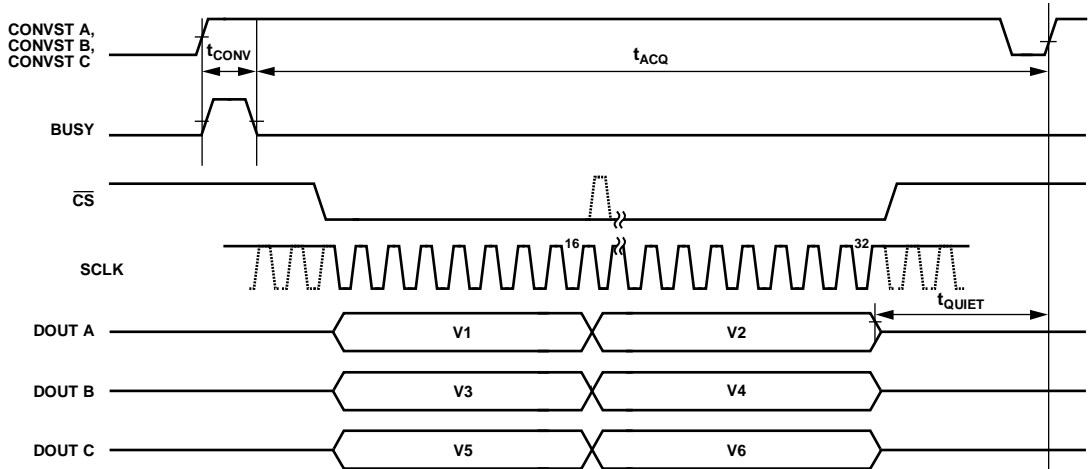 CONVST A,
CONVST B,
CONVST C
tCONV
tACQ
BUSY
CS
SCLK
16
32
tQUIET
DOUT A
V1
V2
DOUT B
V3
V4
DOUT C
V5
V6